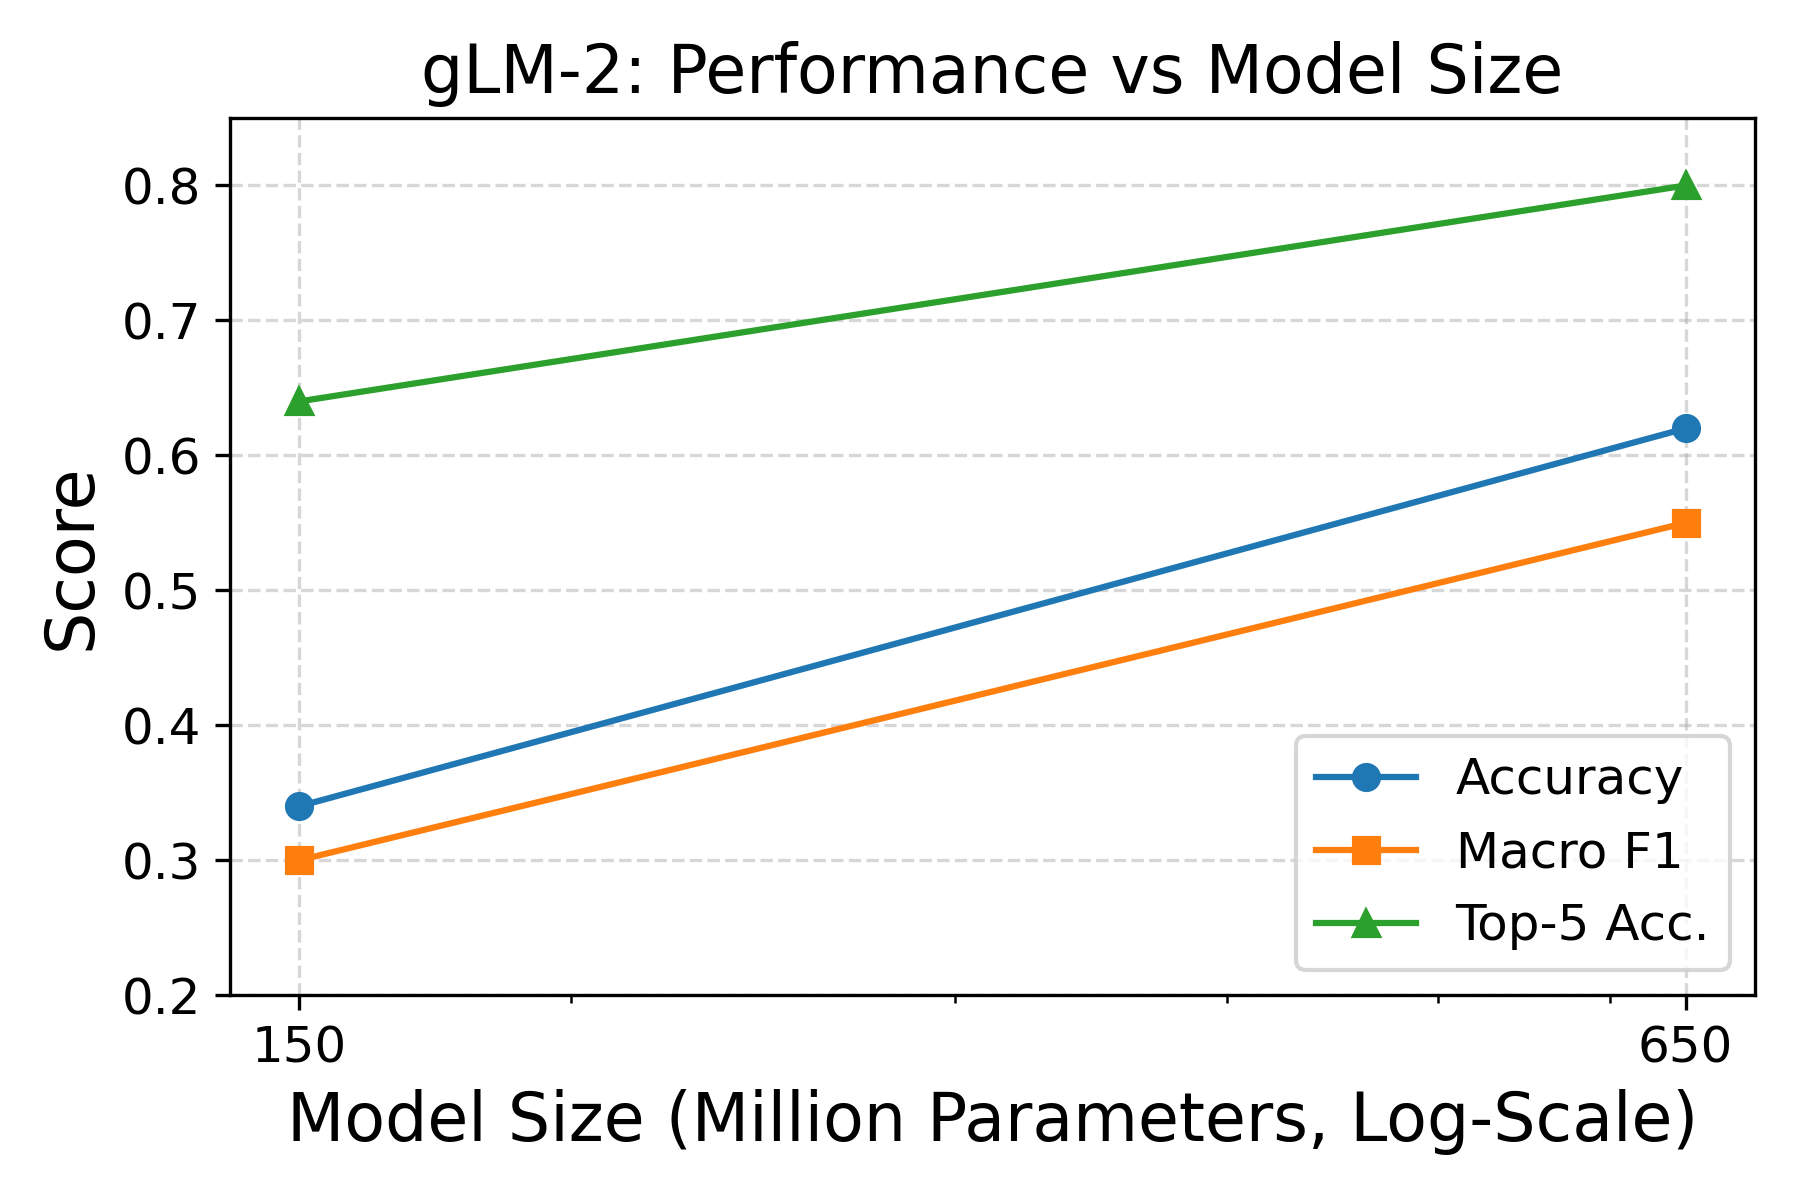 gLM-2: Performance vs Model Size
Score
0.8
0.7
0.6
0.5
0.4
0.3
0.2
Accuracy
Macro F1
Top-5 Acc.
150
650
Model Size (Million Parameters, Log-Scale)